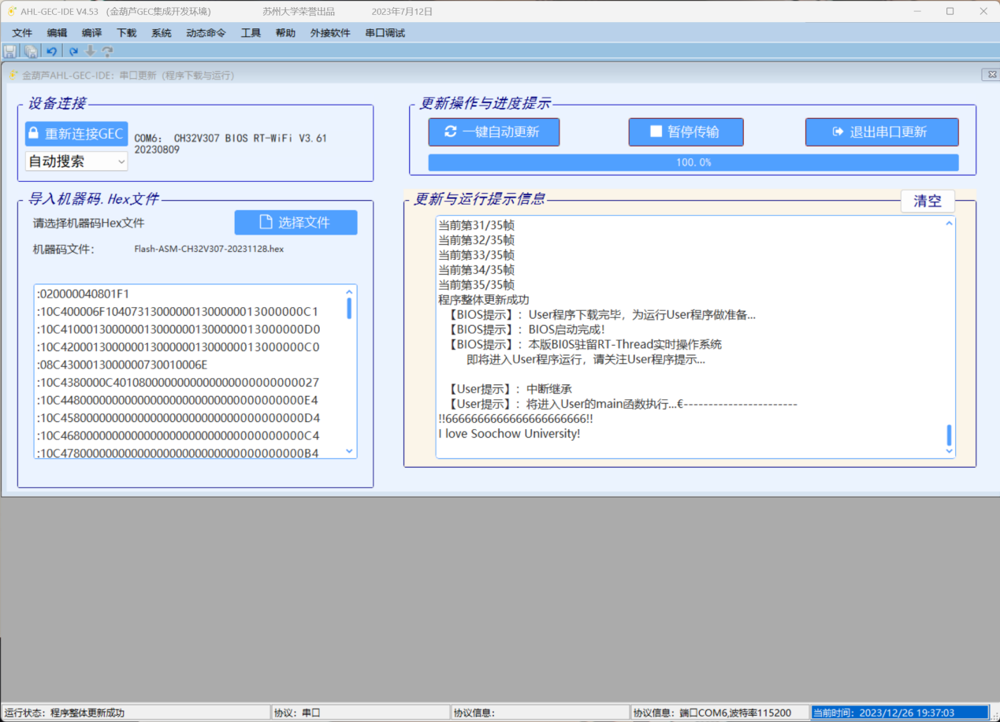 AHL-GEC-IDE V4.53 （金葫芦GEC集成开发环境） 苏州大学荣誉出品 2023年7月12日
文件 编辑 编译 下载 系统 动态命令 工具 帮助 外接软件 串口调试
金葫芦AHL-GEC-IDE：串口更新（程序下载与运行）
设备连接
重新连接GEC
COM6： CH32V307 BIOS RT-WiFi V3.61
20230809
自动搜索
更新操作与进度提示
一键自动更新 暂停传输 退出串口更新
100.0%
导入机器码.Hex文件
请选择机器码Hex文件 选择文件
机器码文件： Flash-ASM-CH32V307-20231128.hex
:020000040801F1
:10C400006F104073130000001300000013000000C1
:10C4100013000000130000001300000013000000D0
:10C4200013000000130000001300000013000000C0
:08C4300013000000730010006E
:10C4380000C4010800000000000000000000000027
:10C4480000000000000000000000000000000000E4
:10C4580000000000000000000000000000000000D4
:10C4680000000000000000000000000000000000C4
:10C4780000000000000000000000000000000000B4
更新与运行提示信息
清空
当前第31/35帧
当前第32/35帧
当前第33/35帧
当前第34/35帧
当前第35/35帧
程序整体更新成功
【BIOS提示】：User程序下载完毕，为运行User程序做准备...
【BIOS提示】：BIOS启动完成！
【BIOS提示】：本版BI0S驻留RT-Thread实时操作系统
即将进入User程序运行，请关注User程序提示...
【User提示】：中断继承
【User提示】：将进入User的main函数执行...€-----------------------
!!6666666666666666666666!!
I love Soochow University!
运行状态：程序整体更新成功 协议：串口 协议信息： 协议信息：端口COM6,波特率115200 当前时间：2023/12/26 19:37:03